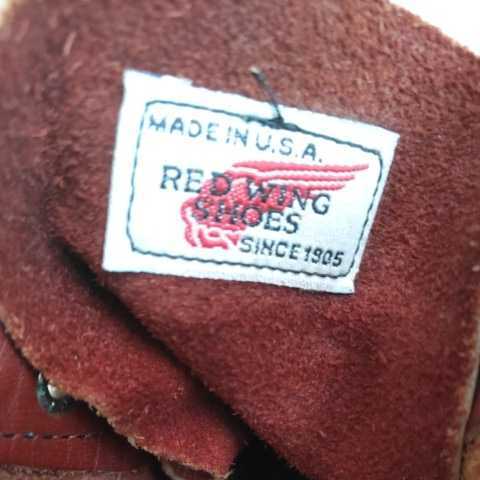 MADE IN U.S.A.
RED WING
SHOES
SINCE 1905